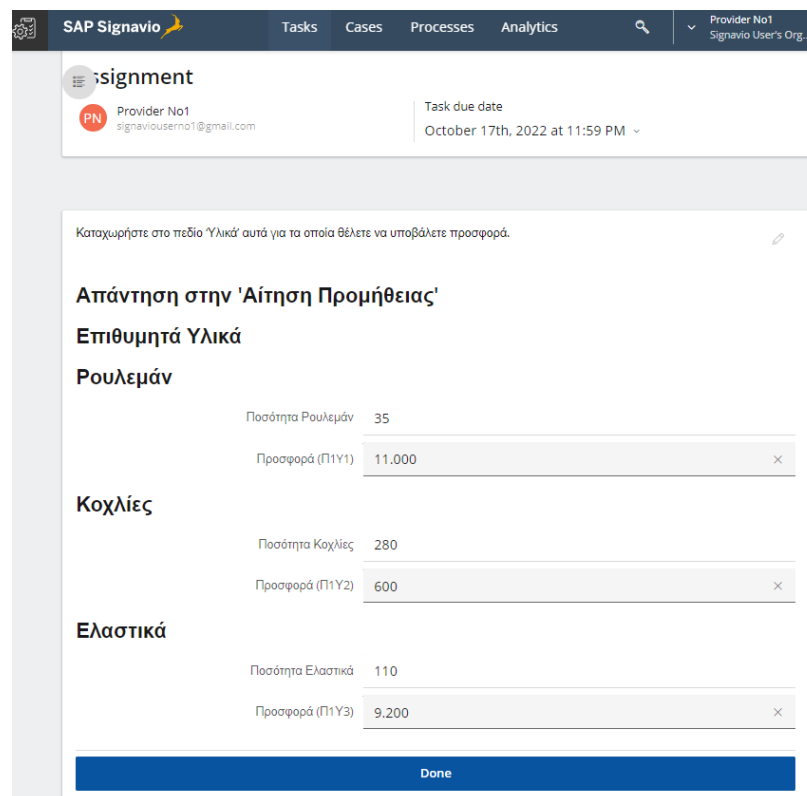 SAP Signavio Tasks Cases Processes Analytics Provider No1
Signavio User's Org...
ssignment
PN Provider No1
signaviouserno1@gmail.com
Task due date
October 17th, 2022 at 11:59 PM
Καταχωρήστε στο πεδίο 'Υλικά' αυτά για τα οποία θέλετε να υποβάλετε προσφορά.
Απάντηση στην 'Αίτηση Προμήθειας'
Επιθυμητά Υλικά
Ρουλεμάν
Ποσότητα Ρουλεμάν 35
Προσφορά (Π1Υ1) 11.000
Κοχλίες
Ποσότητα Κοχλίες 280
Προσφορά (Π1Υ2) 600
Ελαστικά
Ποσότητα Ελαστικά 110
Προσφορά (Π1Υ3) 9.200
Done